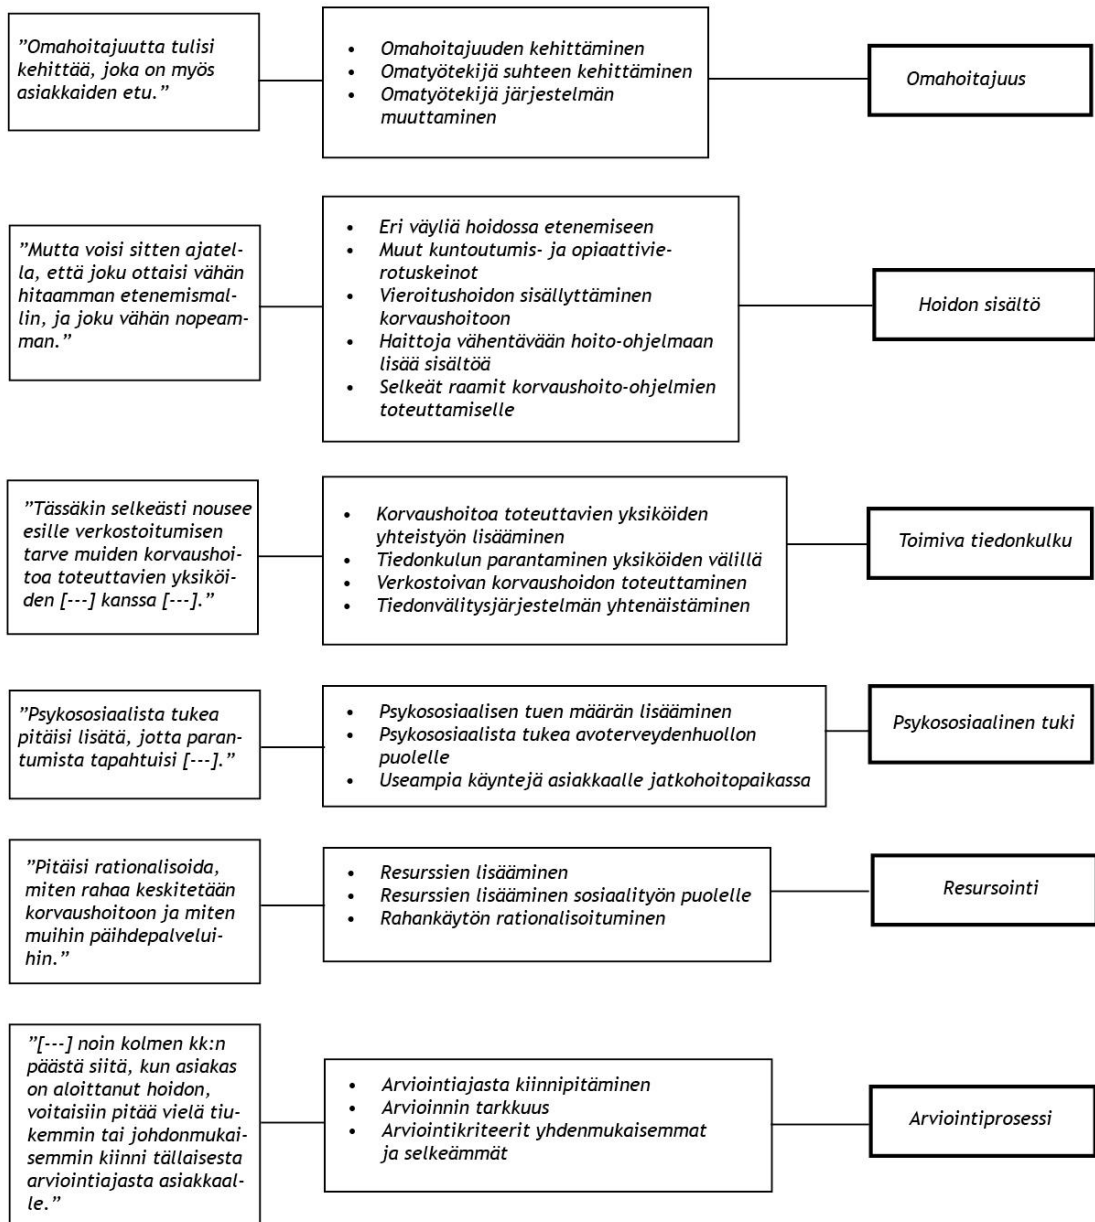 ”Omahoitajuutta tulisi
kehittää, joka on myös
asiakkaiden etu.”
• Omahoitajuuden kehittäminen
• Omatyötekijä suhteen kehittäminen
• Omatyötekijä järjestelmän
muuttaminen
Omahoitajuus
”Mutta voisi sitten ajatel-
la, että joku ottaisi vähän
hitaamman etenemismal-
lin, ja joku vähän nopeam-
man.”
• Eri väyliä hoidossa etenemiseen
• Muut kuntoutumis- ja opiaattivie-
rotuskeinot
• Vieroitushoidon sisällyttäminen
korvaushoitoon
• Haittoja vähentävään hoito-ohjelmaan
lisää sisältöä
• Selkeät raamit korvaushoito-ohjelmien
toteuttamiselle
Hoidon sisältö
”Tässäkin selkeästi nousee
esille verkostoitumisen
tarve muiden korvaushoi-
toa toteuttavien yksiköi-
den [---] kanssa [---].”
• Korvaushoitoa toteuttavien yksiköiden
yhteistyön lisääminen
• Tiedonkulun parantaminen yksiköiden välillä
• Verkostoivan korvaushoidon toteuttaminen
• Tiedonvälitysjärjestelmän yhtenäistäminen
Toimiva tiedonkulku
”Psykososiaalista tukea
pitäisi lisätä, jotta paran-
tumista tapahtuisi [---].”
• Psykososiaalisen tuen määrän lisääminen
• Psykososiaalista tukea avoterveydenhuollon
puolelle
• Useampia käyntejä asiakkaalle jatkohoitopaikassa
Psykososiaalinen tuki
”Pitäisi rationalisoida,
miten rahaa keskitetään
korvaushoitoon ja miten
muihin päihdepalvelui-
hin.”
• Resurssien lisääminen
• Resurssien lisääminen sosiaalityön puolelle
• Rahankäytön rationalisoituminen
Resursointi
”[---] noin kolmen kk:n
päästä siitä, kun asiakas
on aloittanut hoidon,
voitaisiin pitää vielä tiu-
kemmin tai johdonmukai-
semmin kiinni tällaisesta
arviointiajasta asiakkaal-
le.”
• Arviointiajasta kiinnipitäminen
• Arvioinnin tarkkuus
• Arviointikriteerit yhdenmukaisemmat
ja selkeämmät
Arviointiprosessi